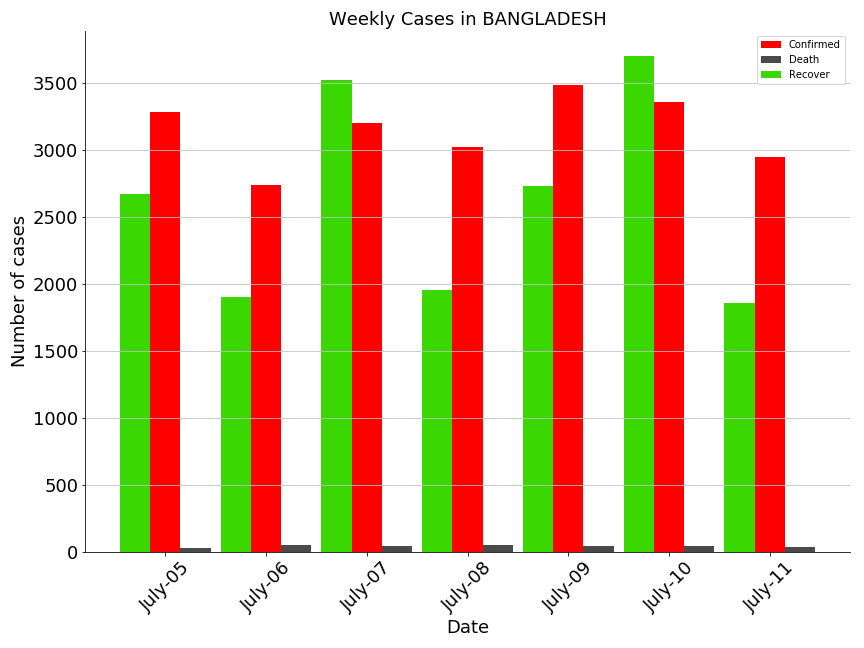 Weekly Cases in BANGLADESH
Confirmed
Death
Recover
Number of cases
3500
3000
2500
2000
1500
1000
500
0
July-05
July-06
July-07
July-08
July-09
July-10
July-11
Date